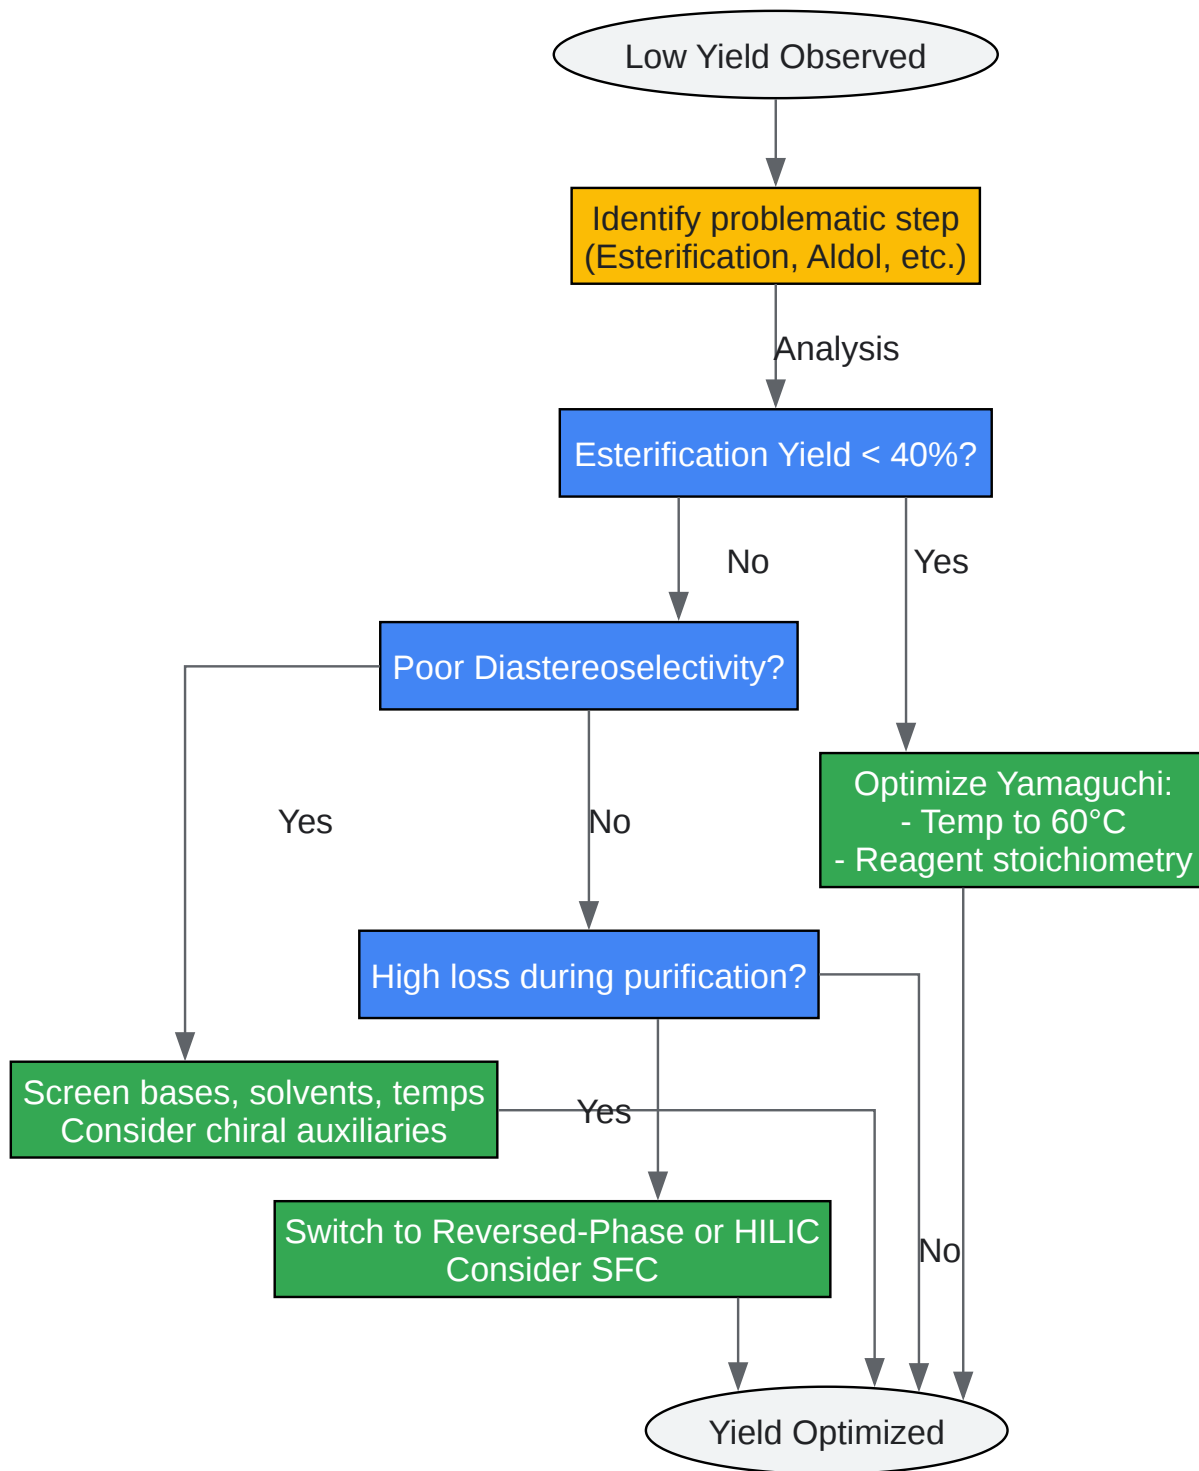 Low Yield Observed
Identify problematic step
(Esterification, Aldol, etc.)
Analysis
Esterification Yield < 40%?
No
Yes
Poor Diastereoselectivity?
Optimize Yamaguchi:
- Temp to 60°C
- Reagent stoichiometry
Yes
No
High loss during purification?
Screen bases, solvents, temps
Consider chiral auxiliaries
Yes
Switch to Reversed-Phase or HILIC
Consider SFC
No
Yield Optimized